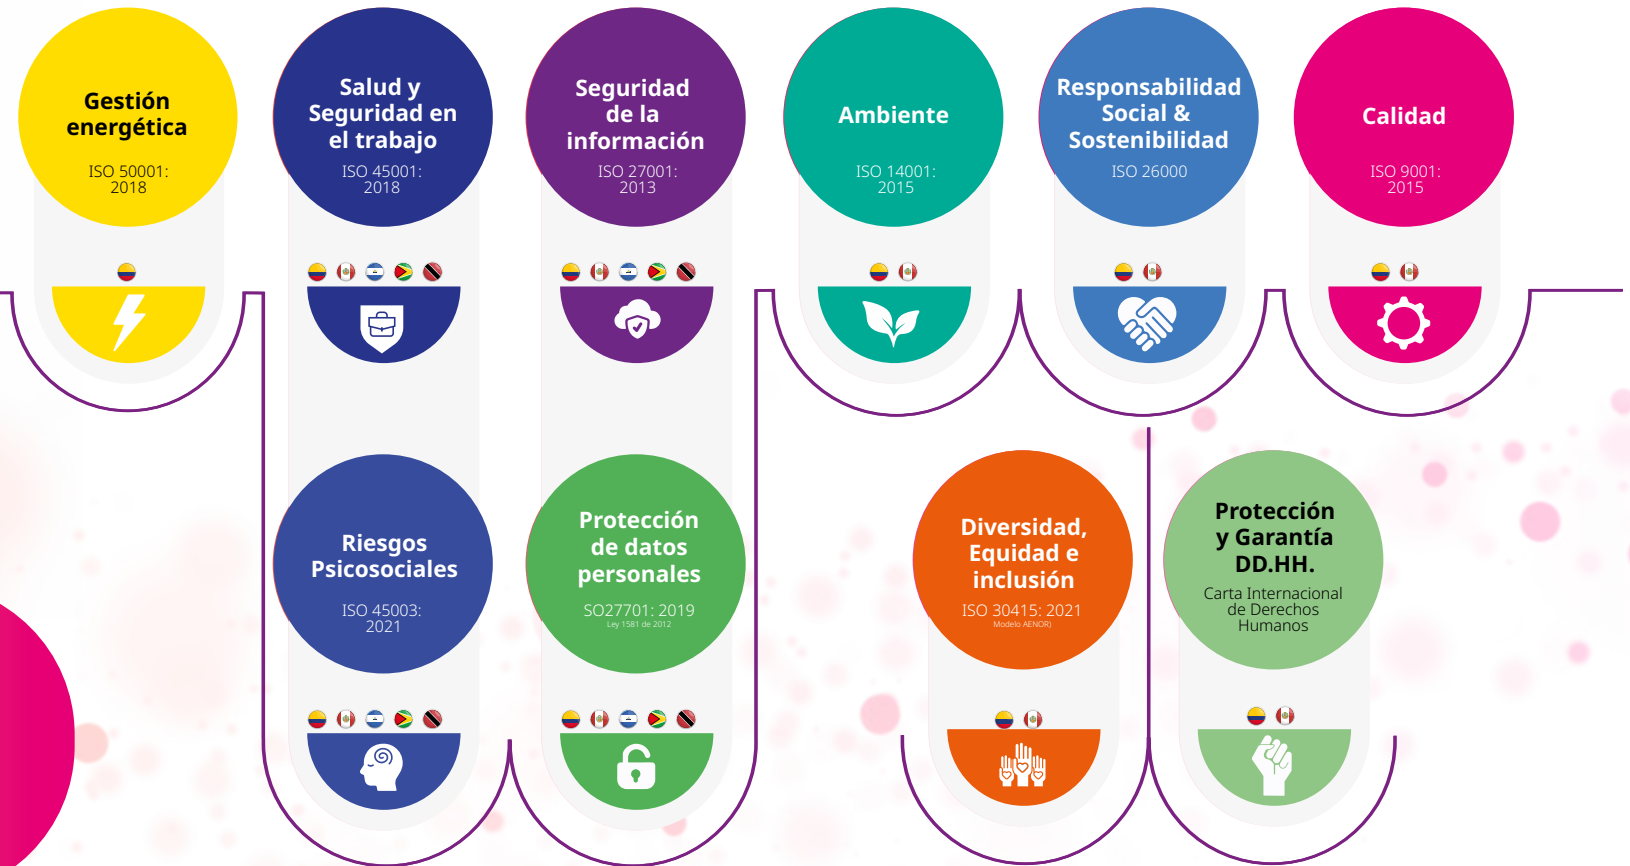 Gestión
energética
ISO 50001:
2018
Salud y
Seguridad en
el trabajo
ISO 45001:
2018
Seguridad
de la
información
ISO 27001:
2013
Ambiente
ISO 14001:
2015
Responsabilidad
Social &
Sostenibilidad
ISO 26000
Calidad
ISO 9001:
2015
Riesgos
Psicosociales
ISO 45003:
2021
Protección
de datos
personales
SO27701: 2019
Ley 1581 de 2012
Diversidad,
Equidad e
inclusión
ISO 30415: 2021
Modelo AENOR)
Protección
y Garantía
DD.HH.
Carta Internacional
de Derechos
Humanos